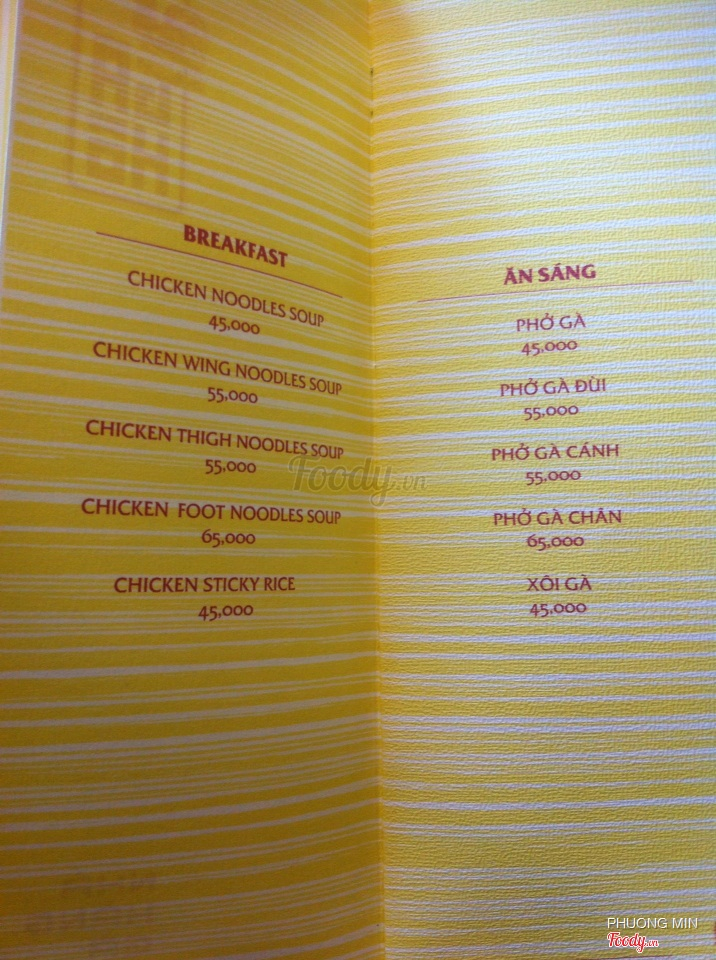 BREAKFAST
CHICKEN NOODLES SOUP
45,000
CHICKEN WING NOODLES SOUP
55,000
CHICKEN THIGH NOODLES SOUP
55,000
CHICKEN FOOT NOODLES SOUP
65,000
CHICKEN STICKY RICE
45,000
ĂN SÁNG
PHỞ GÀ
45,000
PHỞ GÀ ĐÙI
55,000
PHỞ GÀ CÁNH
55,000
PHỞ GÀ CHÂN
65,000
XÔI GÀ
45,000
Foody.vn
PHUONG MIN
Foody.vn